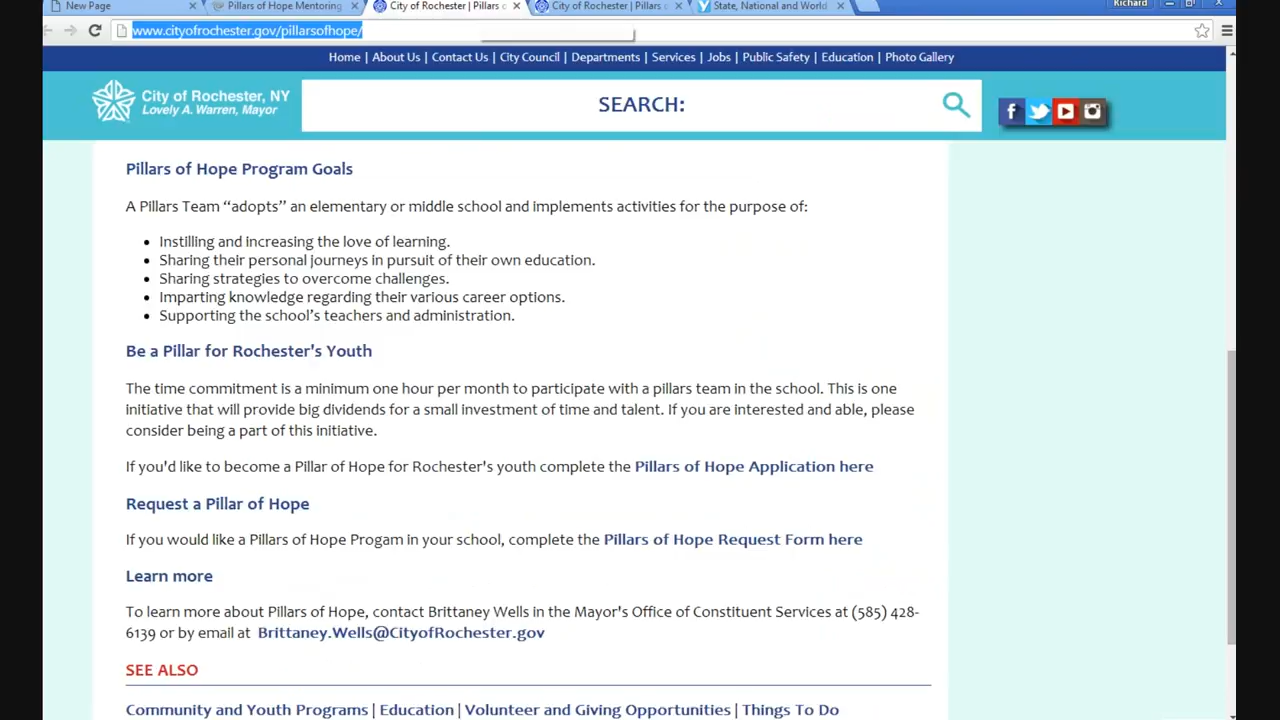 New Page
Pillars of Hope Mentoring
City of Rochester | Pillars o
City of Rochester | Pillars o
State, National and World
Richard
www.cityofrochester.gov/pillarsofhope/
Home | About Us | Contact Us | City Council | Departments | Services | Jobs | Public Safety | Education | Photo Gallery
City of Rochester, NY
Lovely A. Warren, Mayor
SEARCH:
Pillars of Hope Program Goals
A Pillars Team “adopts” an elementary or middle school and implements activities for the purpose of:
• Instilling and increasing the love of learning.
• Sharing their personal journeys in pursuit of their own education.
• Sharing strategies to overcome challenges.
• Imparting knowledge regarding their various career options.
• Supporting the school’s teachers and administration.
Be a Pillar for Rochester's Youth
The time commitment is a minimum one hour per month to participate with a pillars team in the school. This is one
initiative that will provide big dividends for a small investment of time and talent. If you are interested and able, please
consider being a part of this initiative.
If you'd like to become a Pillar of Hope for Rochester's youth complete the Pillars of Hope Application here
Request a Pillar of Hope
If you would like a Pillars of Hope Progam in your school, complete the Pillars of Hope Request Form here
Learn more
To learn more about Pillars of Hope, contact Brittaney Wells in the Mayor's Office of Constituent Services at (585) 428-
6139 or by email at Brittaney.Wells@CityofRochester.gov
SEE ALSO
Community and Youth Programs | Education | Volunteer and Giving Opportunities | Things To Do